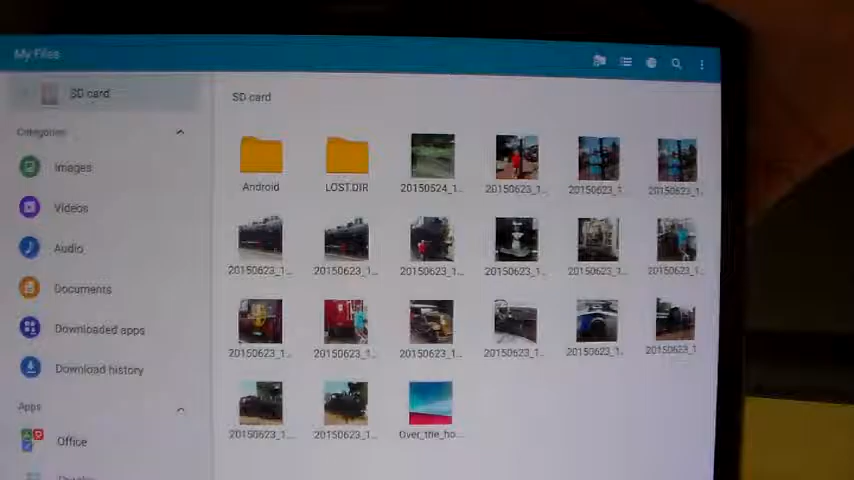 My Files
SD card
Categories
Images
Videos
Audio
Documents
Downloaded apps
Download history
Apps
Office
SD card
Android
LOST.DIR
20150524_1...
20150623_1...
20150623_1..
20150623_1..
20150623_1...
20150623_1...
20150623_1...
20150623_1...
20150623_1..
20150623_1..
20150623_1...
20150623_1...
20150623_1...
20150623_1...
20150623_1..
20150623_1
20150623_1...
20150623_1...
Over_the_ho...